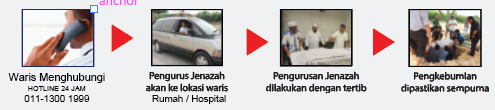 anchor
Waris Menghubungi
HOTLINE 24 JAM
011-1300 1999
Pengurus Jenazah
akan ke lokasi waris
Rumah / Hospital
Pengurusan Jenazah
dilakukan dengan tertib
Pengkebumian
dipastikan sempurna